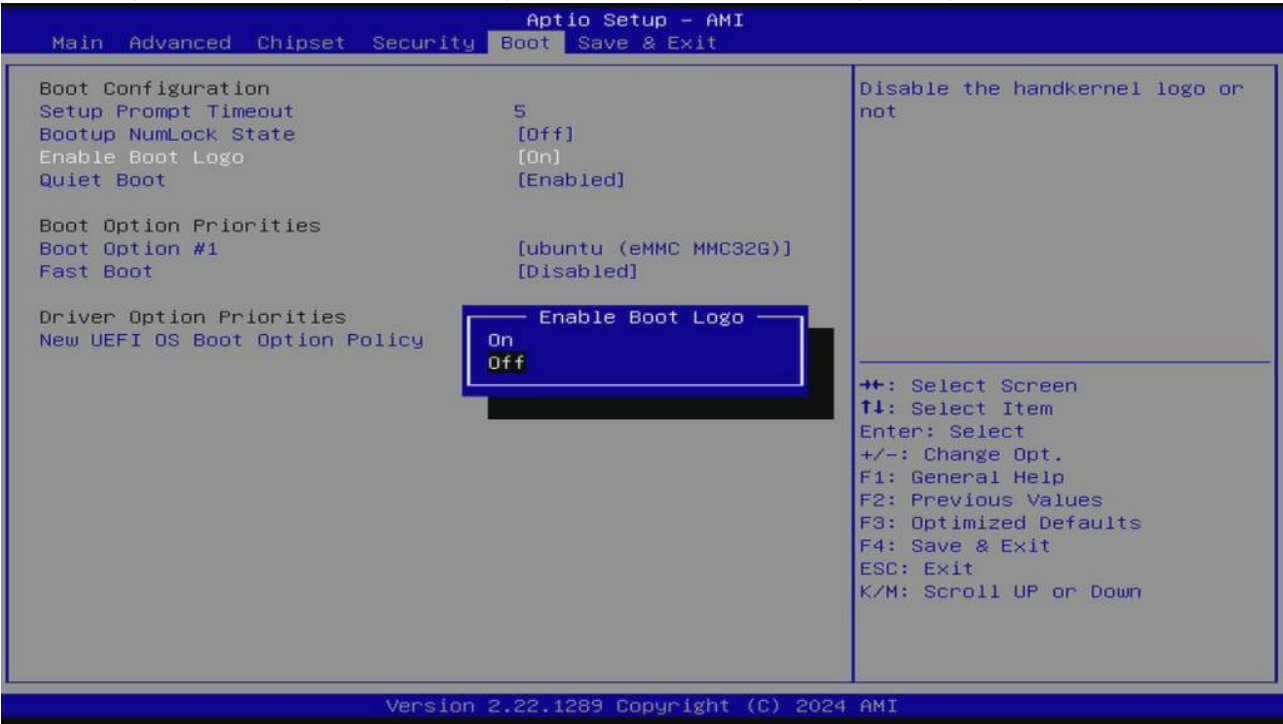 Aptio Setup – AMI
Main Advanced Chipset Security Boot Save & Exit
Boot Configuration
Setup Prompt Timeout 5
Bootup NumLock State [Off]
Enable Boot Logo [On]
Quiet Boot [Enabled]
Boot Option Priorities
Boot Option #1 [ubuntu (eMMC MMC32G)]
Fast Boot [Disabled]
Driver Option Priorities
New UEFI OS Boot Option Policy
Enable Boot Logo
On
Off
Disable the handkernel logo or
not
→←: Select Screen
↑↓: Select Item
Enter: Select
+/-: Change Opt.
F1: General Help
F2: Previous Values
F3: Optimized Defaults
F4: Save & Exit
ESC: Exit
K/M: Scroll UP or Down
Version 2.22.1289 Copyright (C) 2024 AMI